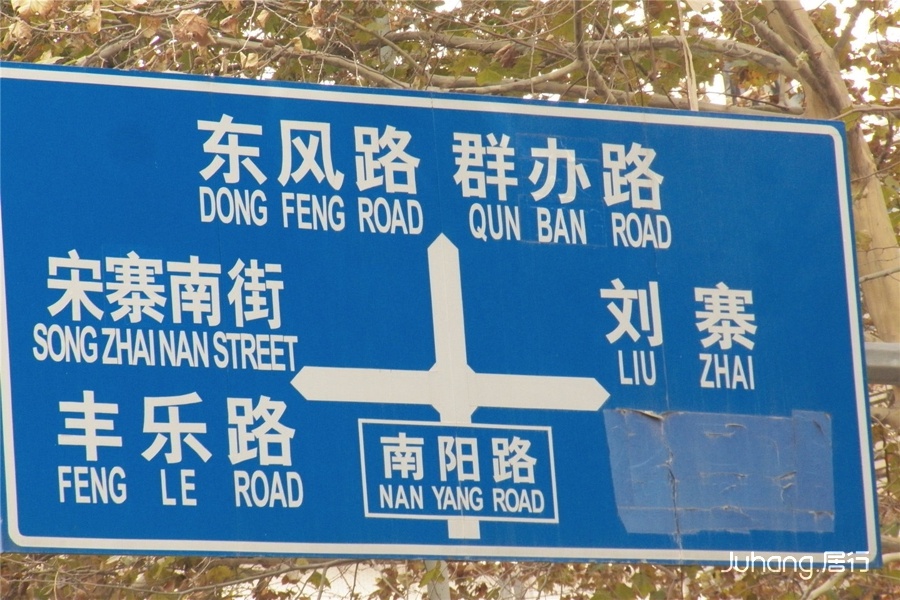 东风路 群办路
DONG FENG ROAD QUN BAN ROAD
宋寨南街
SONG ZHAI NAN STREET
刘寨
LIU ZHAI
丰乐路
FENG LE ROAD
南阳路
NAN YANG ROAD
Juhang.居行